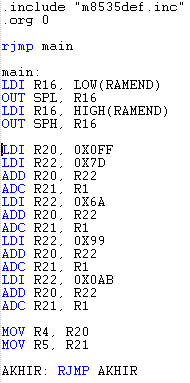 .include "m8535def.inc"
.org 0
rjmp main
main:
LDI R16, LOW(RAMEND)
OUT SPL, R16
LDI R16, HIGH(RAMEND)
OUT SPH, R16
LDI R20, 0X0FF
LDI R22, 0X7D
ADD R20, R22
ADC R21, R1
LDI R22, 0X6A
ADD R20, R22
ADC R21, R1
LDI R22, 0X99
ADD R20, R22
ADC R21, R1
LDI R22, 0X0AB
ADD R20, R22
ADC R21, R1
MOV R4, R20
MOV R5, R21
AKHIR: RJMP AKHIR